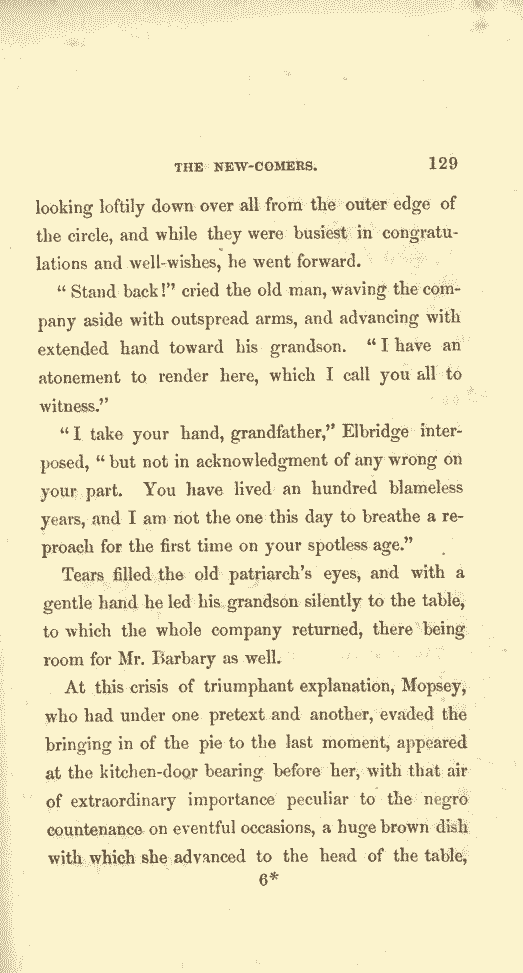 THE NEW-COMERS. 129
looking loftily down over all from the outer edge of
the circle, and while they were busiest in congratu-
lations and well-wishes, he went forward.
“ Stand back!” cried the old man, waving the com-
pany aside with outspread arms, and advancing with
extended hand toward his grandson. “ I have an
atonement to render here, which I call you all to
witness.”
“ I take your hand, grandfather,” Elbridge inter-
posed, “ but not in acknowledgment of any wrong on
your part. You have lived an hundred blameless
years, and I am not the one this day to breathe a re-
proach for the first time on your spotless age.”
Tears filled the old patriarch’s eyes, and with a
gentle hand he led his grandson silently to the table,
to which the whole company returned, there being
room for Mr. Barbary as well.
At this crisis of triumphant explanation, Mopsey,
who had under one pretext and another, evaded the
bringing in of the pie to the last moment, appeared
at the kitchen-door bearing before her, with that air
of extraordinary importance peculiar to the negro
countenance on eventful occasions, a huge brown dish
with which she advanced to the head of the table,
6*